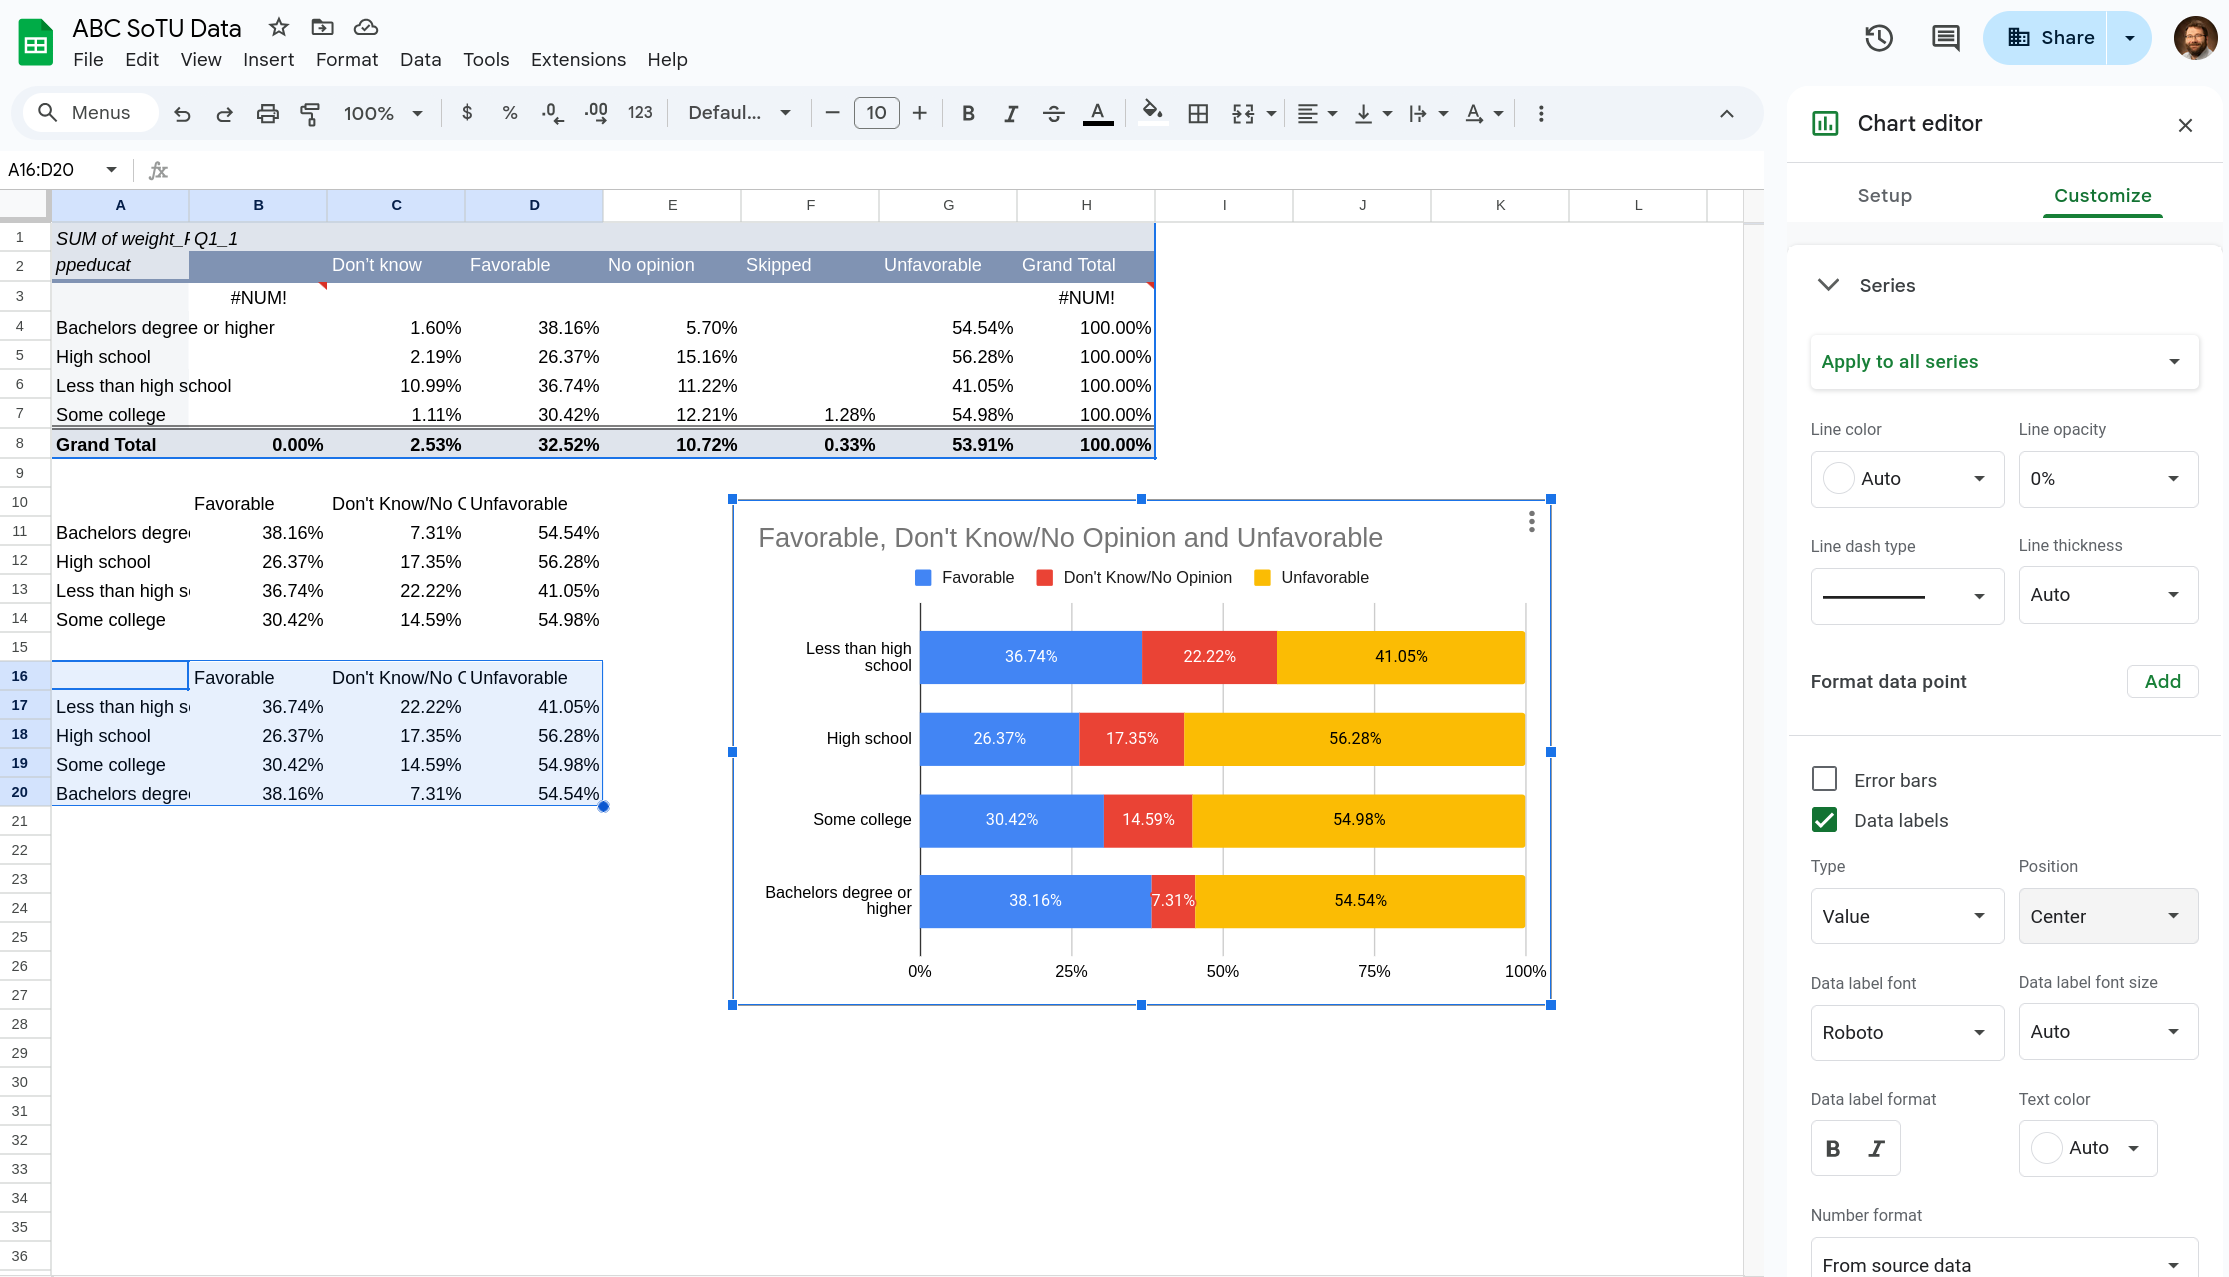 ABC SoTU Data
File Edit View Insert Format Data Tools Extensions Help
Share
Menus 100% $ % .0 .00 123 Defaul... 10 B I A A
A16:D20 fx
A B C D E F G H I J K L
1 SUM of weight_P Q1_1
2 ppeducat Don't know Favorable No opinion Skipped Unfavorable Grand Total
3 #NUM! #NUM!
4 Bachelors degree or higher 1.60% 38.16% 5.70% 54.54% 100.00%
5 High school 2.19% 26.37% 15.16% 56.28% 100.00%
6 Less than high school 10.99% 36.74% 11.22% 41.05% 100.00%
7 Some college 1.11% 30.42% 12.21% 1.28% 54.98% 100.00%
8 Grand Total 0.00% 2.53% 32.52% 10.72% 0.33% 53.91% 100.00%
9
10 Favorable Don't Know/No O Unfavorable
11 Bachelors degree 38.16% 7.31% 54.54%
12 High school 26.37% 17.35% 56.28%
13 Less than high sc 36.74% 22.22% 41.05%
14 Some college 30.42% 14.59% 54.98%
15
16 Favorable Don't Know/No O Unfavorable
17 Less than high sc 36.74% 22.22% 41.05%
18 High school 26.37% 17.35% 56.28%
19 Some college 30.42% 14.59% 54.98%
20 Bachelors degree 38.16% 7.31% 54.54%
21
22
23
24
25
26
27
28
29
30
31
32
33
34
35
36
Favorable, Don't Know/No Opinion and Unfavorable
Favorable Don't Know/No Opinion Unfavorable
Less than high
school
36.74% 22.22% 41.05%
High school 26.37% 17.35% 56.28%
Some college 30.42% 14.59% 54.98%
Bachelors degree or
higher
38.16% 7.31% 54.54%
0% 25% 50% 75% 100%
Chart editor
Setup Customize
Series
Apply to all series
Line color Line opacity
Auto 0%
Line dash type Line thickness
Auto
Format data point Add
Error bars
Data labels
Type Position
Value Center
Data label font Data label font size
Roboto Auto
Data label format Text color
B I Auto
Number format
From source data